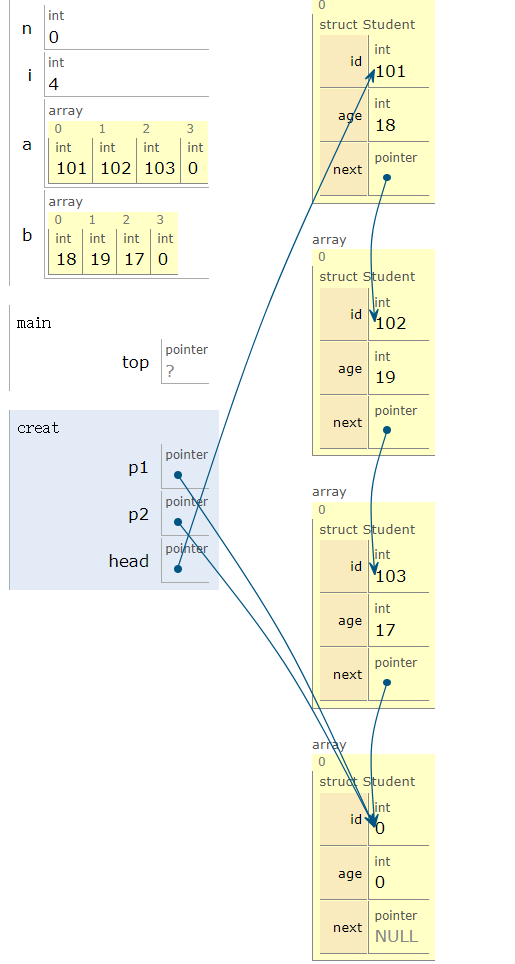 n
int
0
i
int
4
a
array
0 1 2 3
int int int int
101 102 103 0
b
array
0 1 2 3
int int int int
18 19 17 0
main
top
pointer
?
creat
p1
pointer
p2
pointer
head
pointer
0
struct Student
id
int
101
age
int
18
next
pointer
array
0
struct Student
id
int
102
age
int
19
next
pointer
array
0
struct Student
id
int
103
age
int
17
next
pointer
array
0
struct Student
id
int
0
age
int
0
next
pointer
NULL